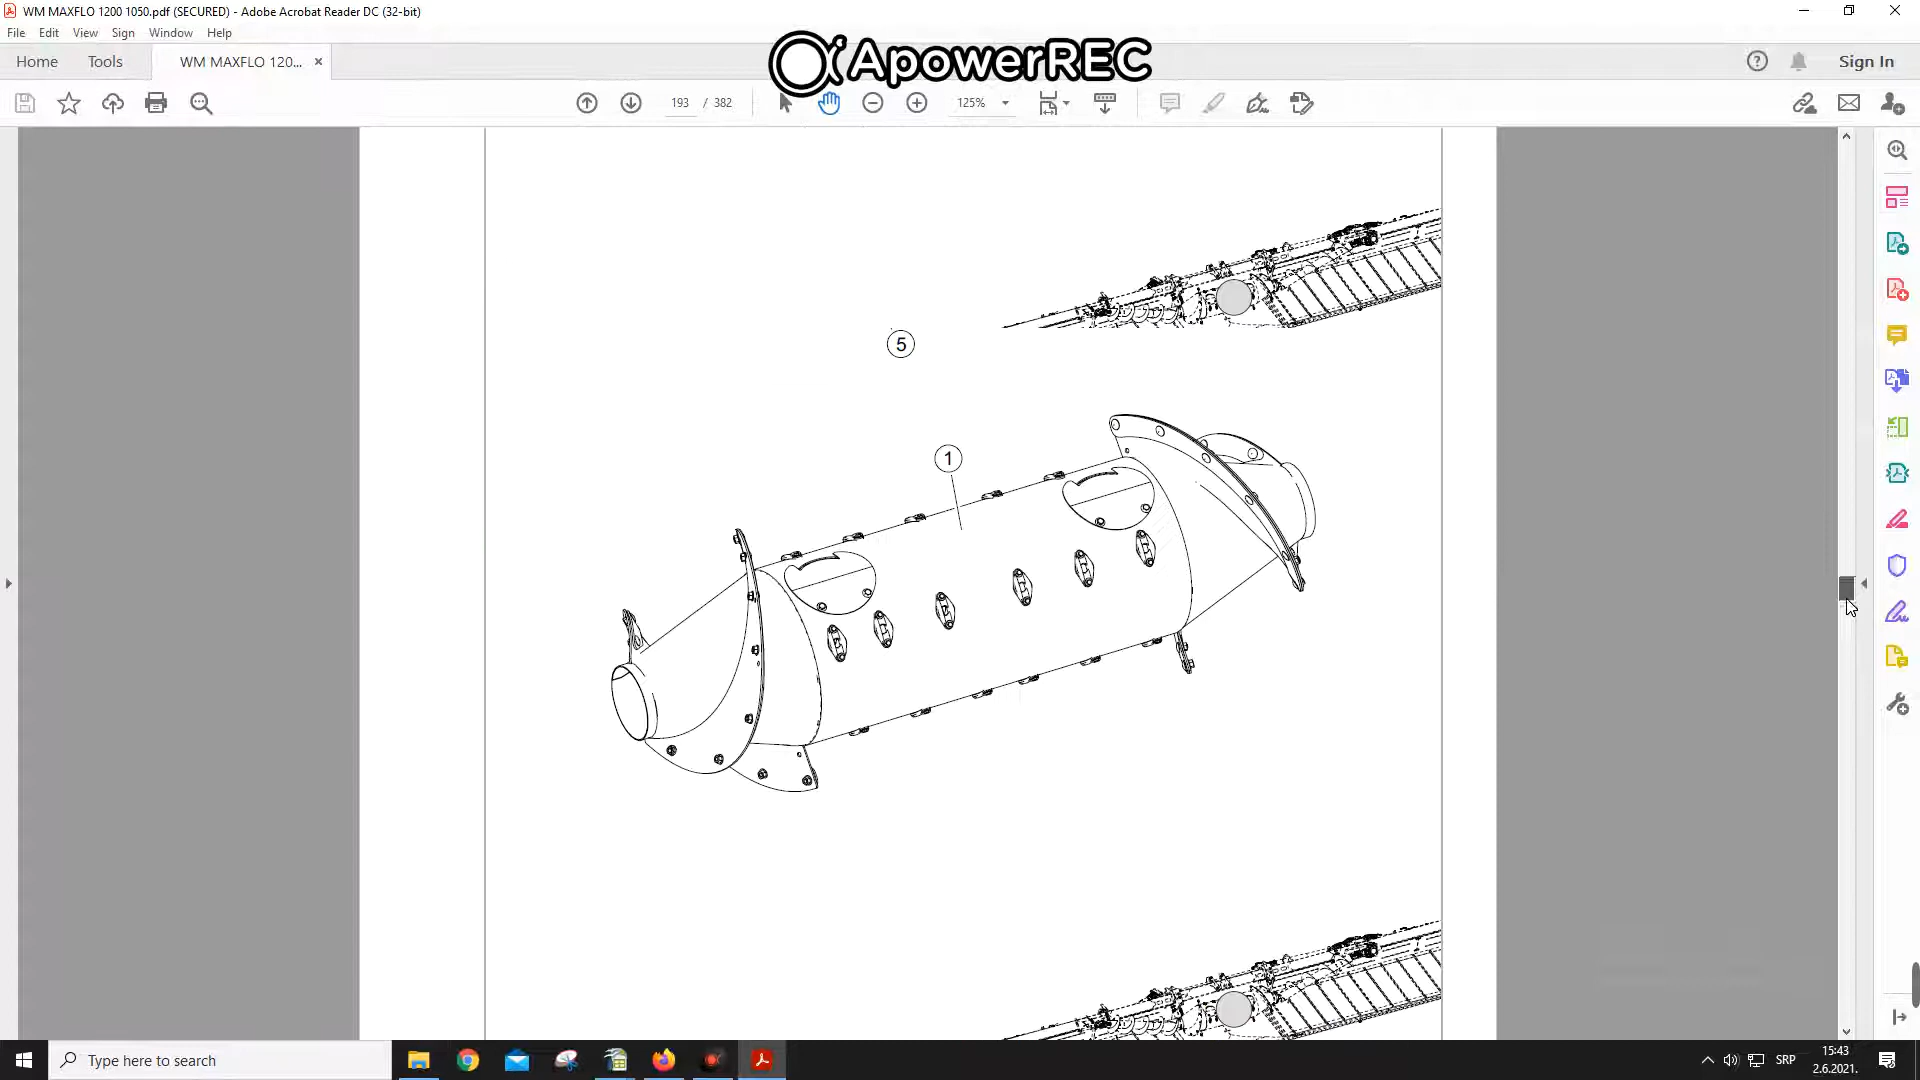 WM MAXFLO 1200 1050.pdf (SECURED) - Adobe Acrobat Reader DC (32-bit)
File Edit View Sign Window Help
ApowerREC
Home Tools WM MAXFLO 120... × Sign In
193 / 382 125%
5
1
Type here to search
SRP
15:43
2.6.2021.